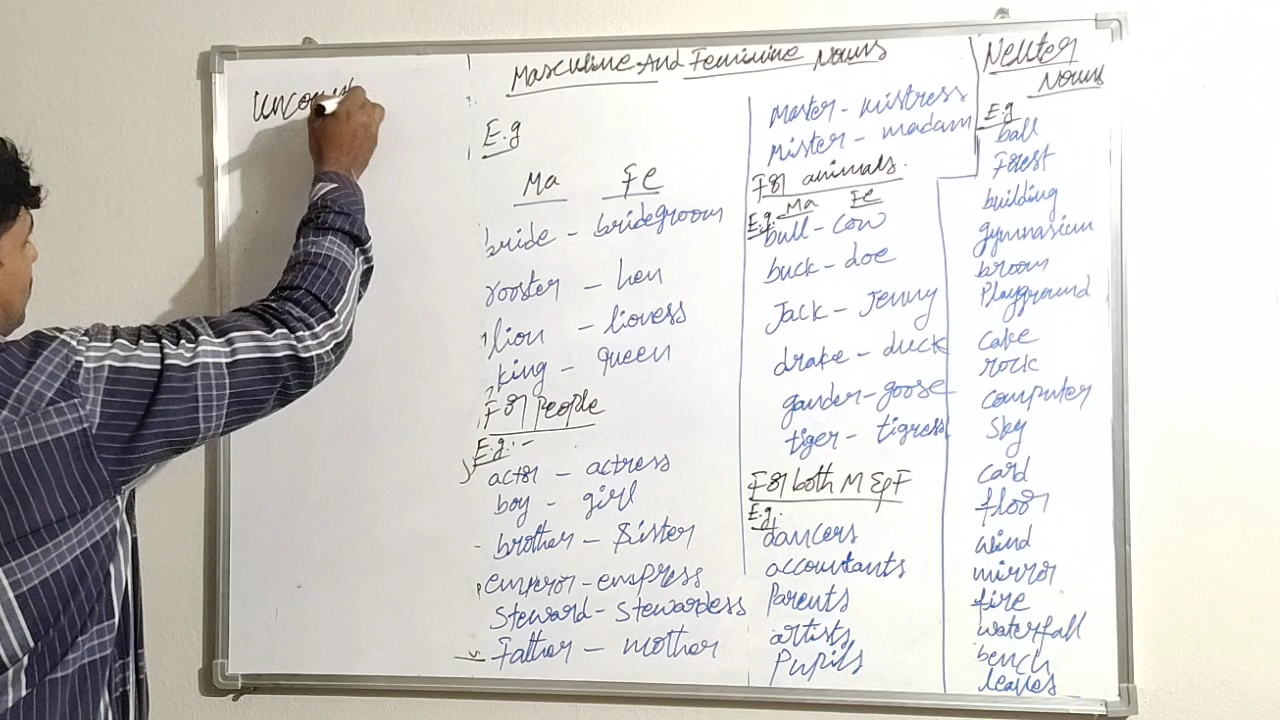 Uncount
Masculine And Feminine Nouns
E.g
Ma Fe
bride - bridegroom
rooster - hen
lion - lioness
king - queen
For People
E.g:-
actor - actress
boy - girl
brother - Sister
emperor - empress
Steward - Stewardess
Father - mother
Master - mistress
Mister - madam
For animals.
E.g. Ma Fe
bull - cow
buck - doe
Jack - Jenny
drake - duck
gander - goose
tiger - tigress
For both M & F
E.g.
dancers
accountants
Parents
artists
Pupils
Neuter
Nouns
E.g
ball
Forest
building
gymnasium
broom
Playground
cake
rock
computer
Sky
card
floor
wind
mirror
fire
waterfall
bench
leaves